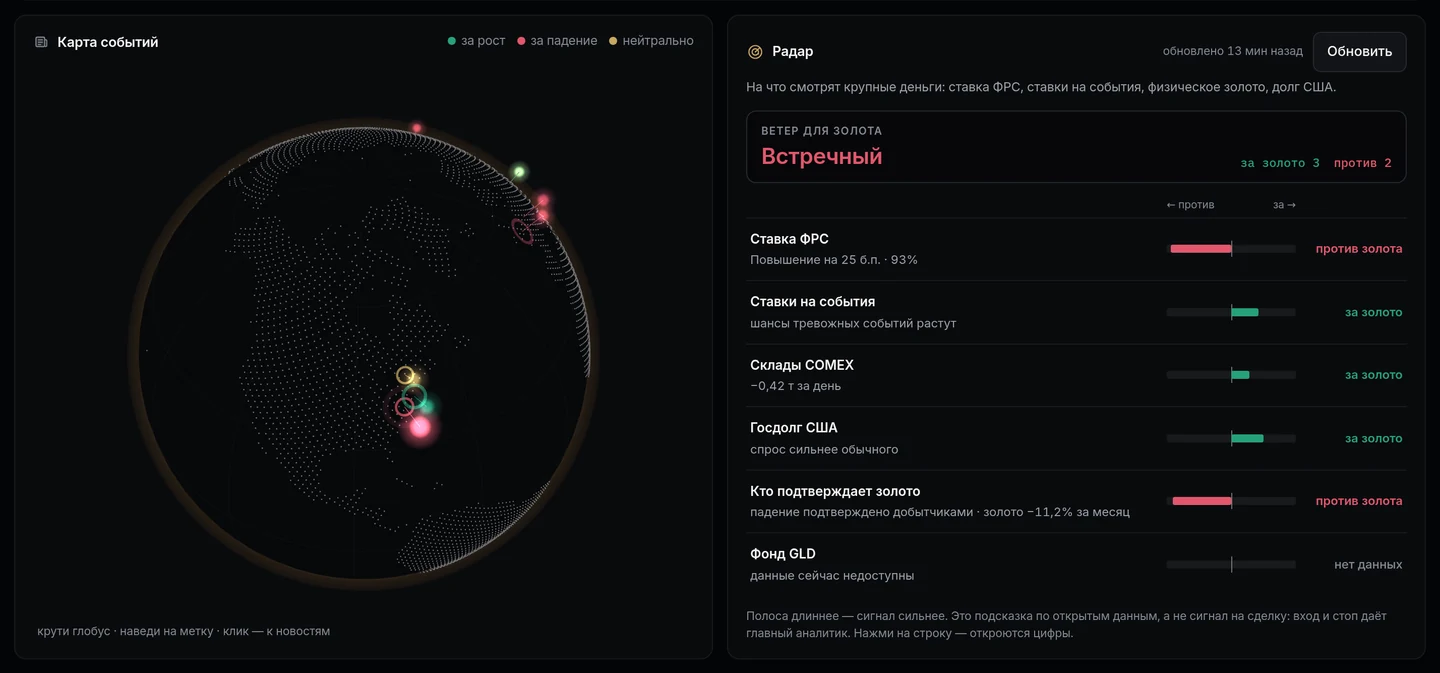 Карта событий
за рост
за падение
нейтрально
крути глобус · наведи на метку · клик — к новостям
Радар
обновлено 13 мин назад
Обновить
На что смотрят крупные деньги: ставка ФРС, ставки на события, физическое золото, долг США.
ВЕТЕР ДЛЯ ЗОЛОТА
Встречный
за золото 3 против 2
← против
за →
Ставка ФРС
Повышение на 25 б.п. · 93%
против золота
Ставки на события
шансы тревожных событий растут
за золото
Склады COMEX
−0,42 т за день
за золото
Госдолг США
спрос сильнее обычного
за золото
Кто подтверждает золото
падение подтверждено добытчиками · золото −11,2% за месяц
против золота
Фонд GLD
данные сейчас недоступны
нет данных
Полоса длиннее — сигнал сильнее. Это подсказка по открытым данным, а не сигнал на сделку: вход и стоп даёт
главный аналитик. Нажми на строку — откроются цифры.